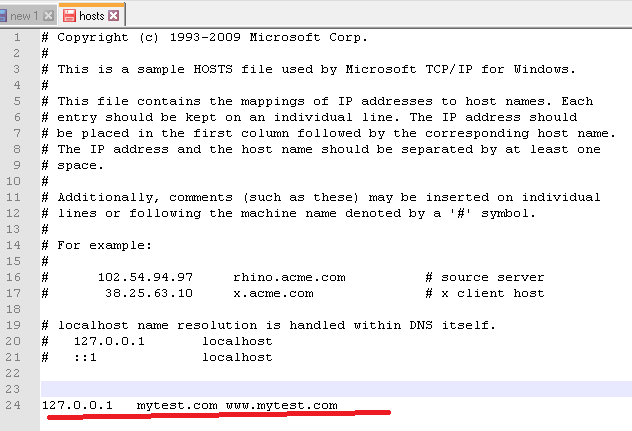 new 1 hosts
1 # Copyright (c) 1993-2009 Microsoft Corp.
2 #
3 # This is a sample HOSTS file used by Microsoft TCP/IP for Windows.
4 #
5 # This file contains the mappings of IP addresses to host names. Each
6 # entry should be kept on an individual line. The IP address should
7 # be placed in the first column followed by the corresponding host name.
8 # The IP address and the host name should be separated by at least one
9 # space.
10 #
11 # Additionally, comments (such as these) may be inserted on individual
12 # lines or following the machine name denoted by a '#' symbol.
13 #
14 # For example:
15 #
16 #      102.54.94.97     rhino.acme.com          # source server
17 #       38.25.63.10     x.acme.com              # x client host
18
19 # localhost name resolution is handled within DNS itself.
20 #   127.0.0.1       localhost
21 #   ::1             localhost
22
23
24 127.0.0.1   mytest.com www.mytest.com